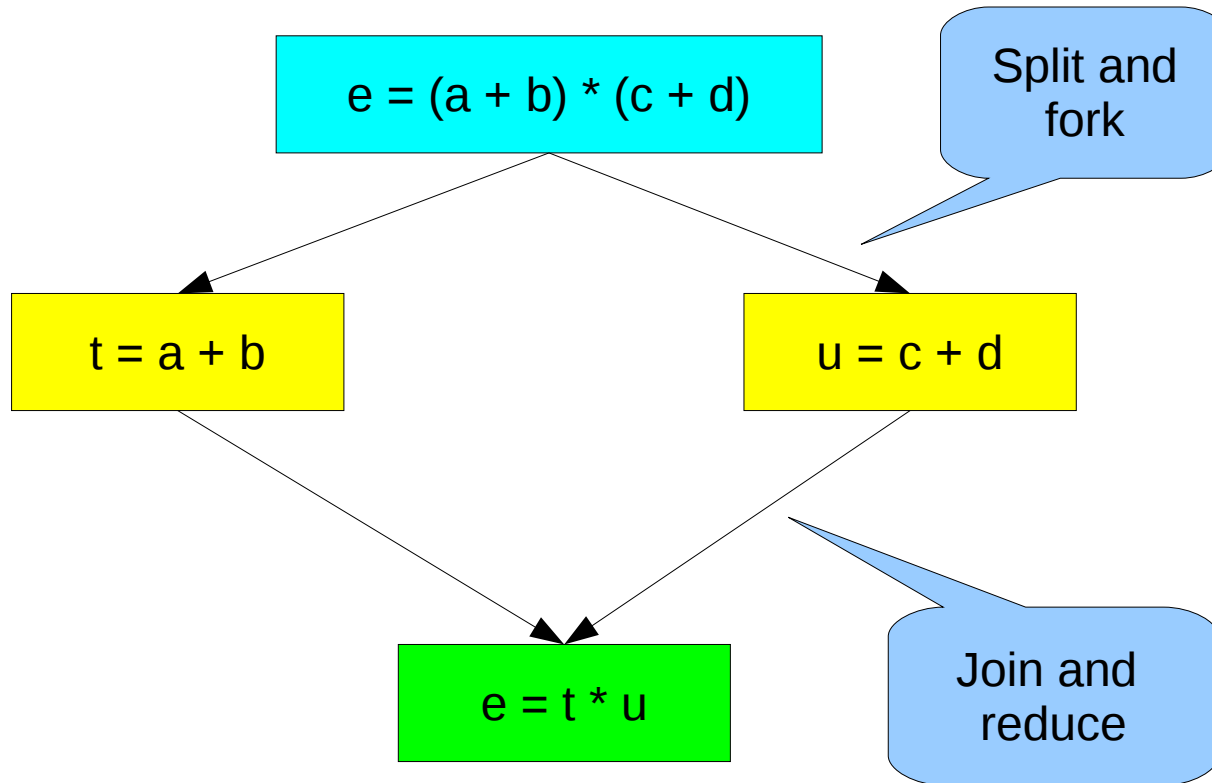 e = (a + b) * (c + d)
Split and
fork
t = a + b
u = c + d
e = t * u
Join and
reduce